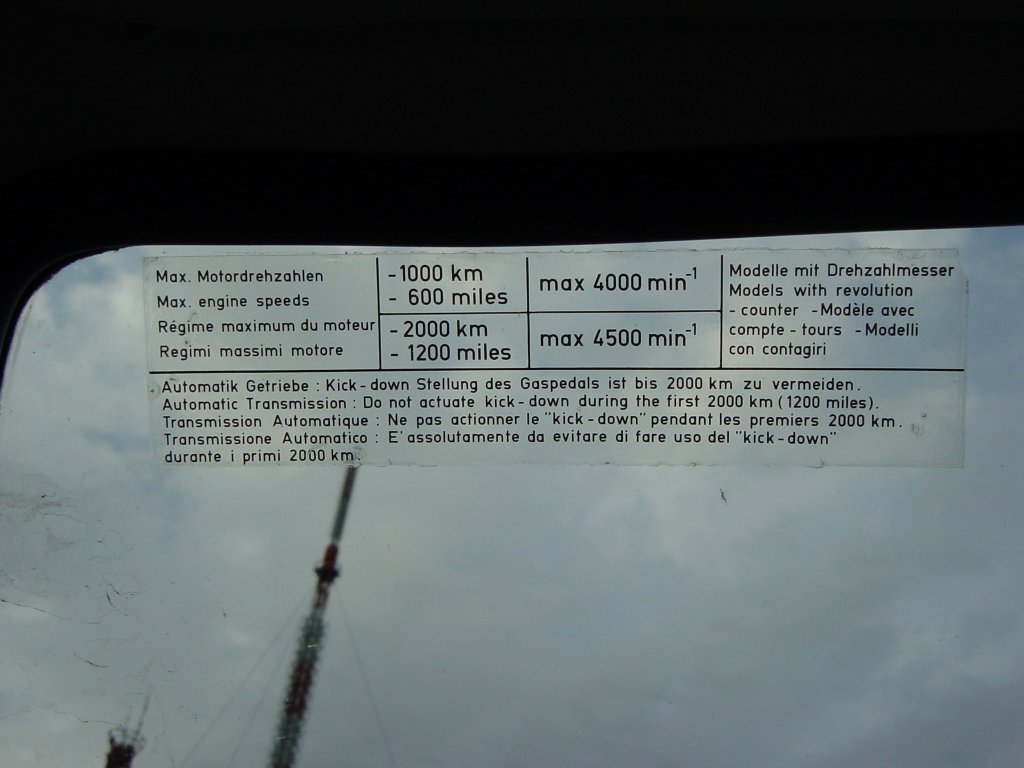 Max. Motordrehzahlen
Max. engine speeds
Régime maximum du moteur
Regimi massimi motore
- 1000 km
- 600 miles
- 2000 km
- 1200 miles
max 4000 min-1
max 4500 min-1
Modelle mit Drehzahlmesser
Models with revolution
- counter - Modèle avec
compte - tours - Modelli
con contagiri
Automatik Getriebe : Kick - down Stellung des Gaspedals ist bis 2000 km zu vermeiden.
Automatic Transmission : Do not actuate kick - down during the first 2000 km ( 1200 miles).
Transmission Automatique : Ne pas actionner le "kick - down" pendant les premiers 2000 km.
Transmissione Automatico : E' assolutamente da evitare di fare uso del "kick - down"
durante i primi 2000 km.